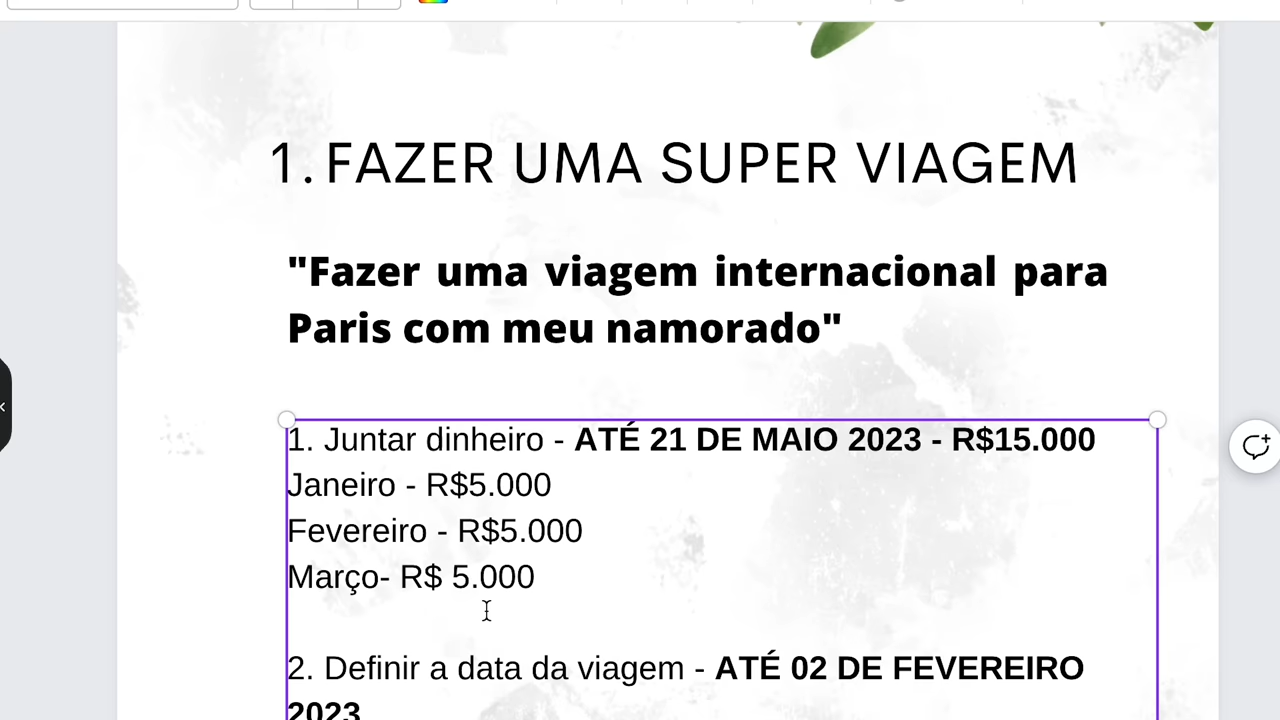 1. FAZER UMA SUPER VIAGEM
"Fazer uma viagem internacional para
Paris com meu namorado"
1. Juntar dinheiro - ATÉ 21 DE MAIO 2023 - R$15.000
Janeiro - R$5.000
Fevereiro - R$5.000
Março- R$ 5.000
2. Definir a data da viagem - ATÉ 02 DE FEVEREIRO
2023